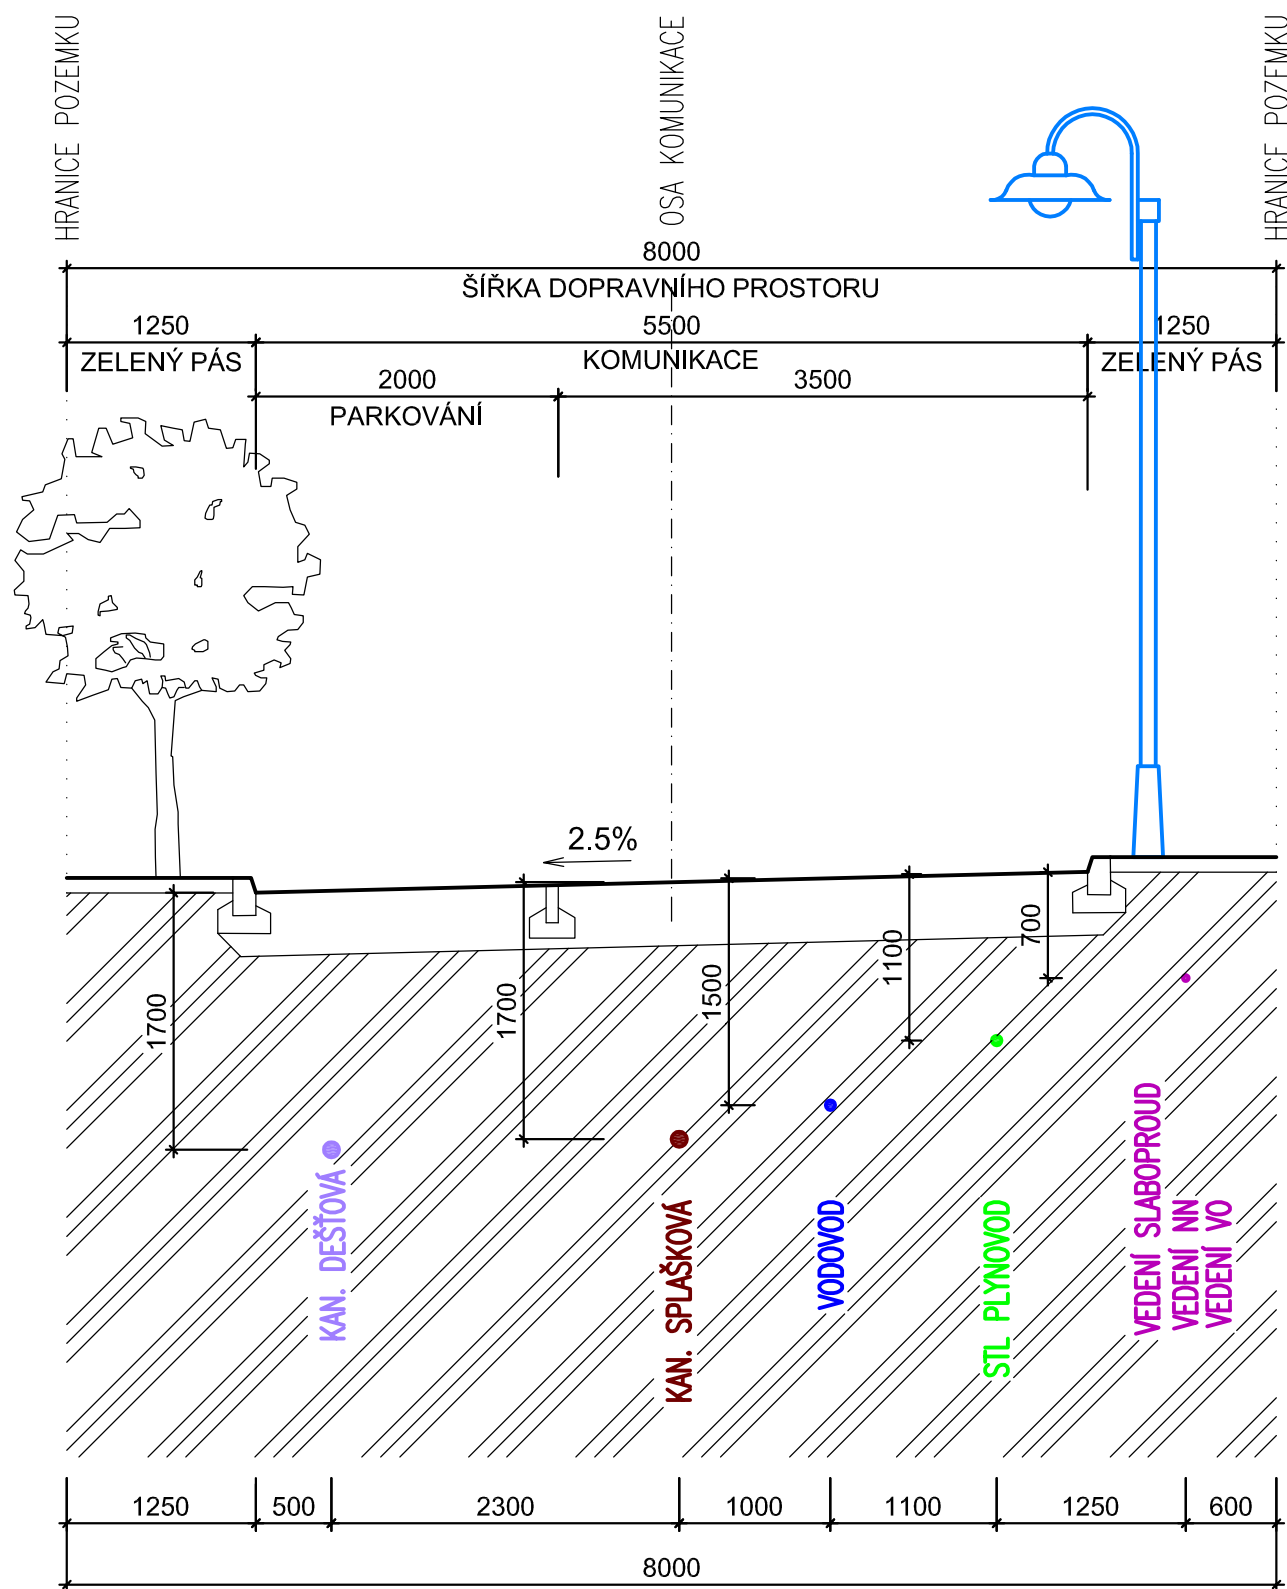 HRANICE POZEMKU
OSA KOMUNIKACE
HRANICE POZEMKU
8000
ŠÍŘKA DOPRAVNÍHO PROSTORU
1250
5500
1250
ZELENÝ PÁS
KOMUNIKACE
ZELENÝ PÁS
2000
3500
PARKOVÁNÍ
2.5%
1700
1700
1500
1100
700
KAN. DEŠŤOVÁ
KAN. SPLAŠKOVÁ
VODOVOD
STL PLYNOVOD
VEDENÍ SLABOPROUD
VEDENÍ NN
VEDENÍ VO
1250
500
2300
1000
1100
1250
600
8000